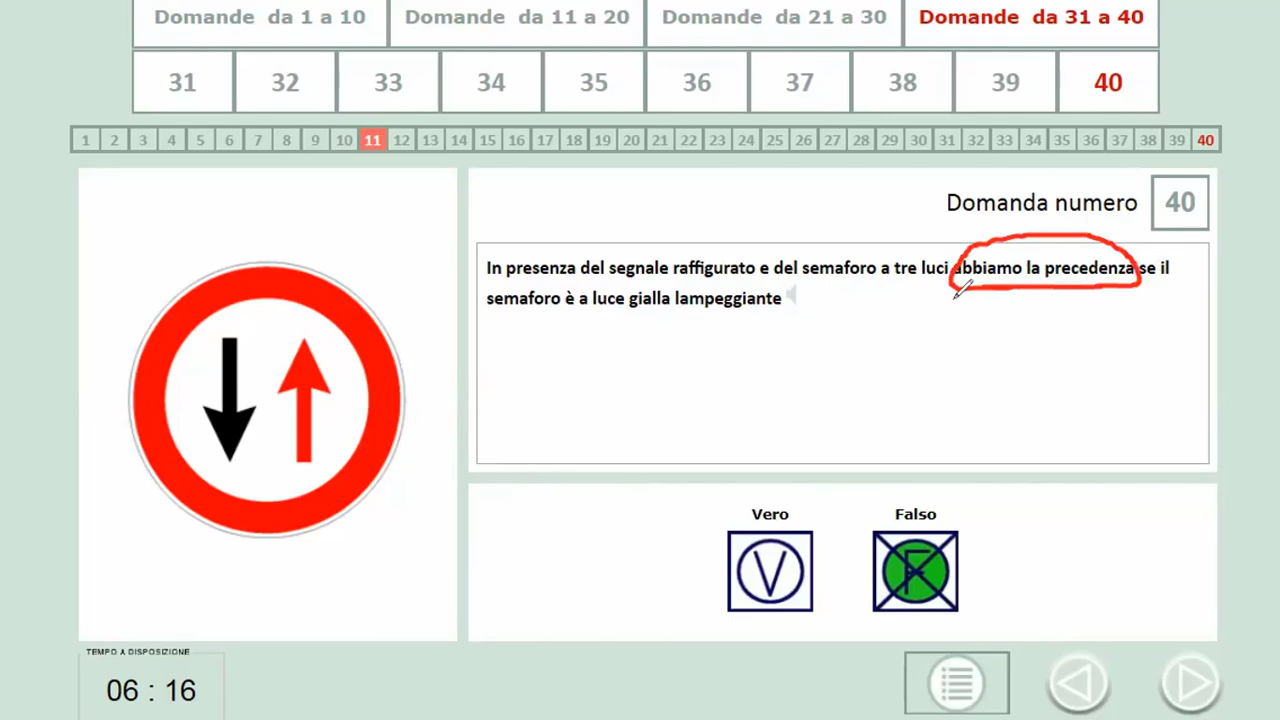 Domande da 1 a 10 Domande da 11 a 20 Domande da 21 a 30 Domande da 31 a 40
31 32 33 34 35 36 37 38 39 40
1 2 3 4 5 6 7 8 9 10 11 12 13 14 15 16 17 18 19 20 21 22 23 24 25 26 27 28 29 30 31 32 33 34 35 36 37 38 39 40
Domanda numero 40
In presenza del segnale raffigurato e del semaforo a tre luci abbiamo la precedenza se il
semaforo è a luce gialla lampeggiante
Vero Falso
V F
TEMPO A DISPOSIZIONE
06 : 16